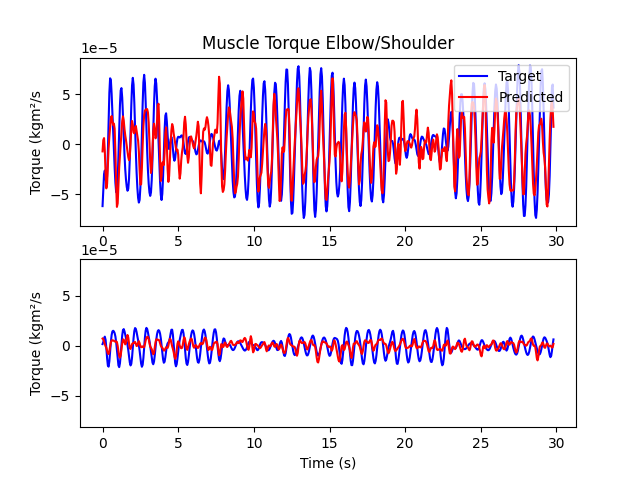 Muscle Torque Elbow/Shoulder
1e−5
Target
Predicted
Torque (kgm²/s
5
0
−5
0 5 10 15 20 25 30
1e−5
Torque (kgm²/s
5
0
−5
0 5 10 15 20 25 30
Time (s)